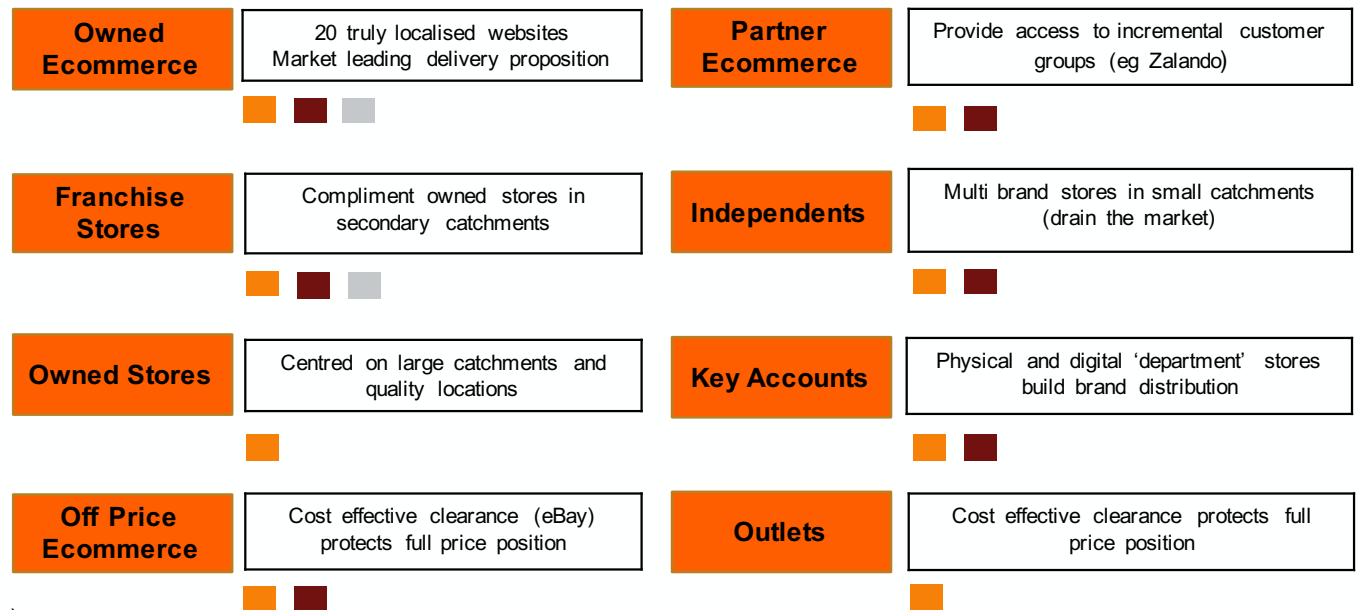 Owned
Ecommerce
20 truly localised websites
Market leading delivery proposition
Partner
Ecommerce
Provide access to incremental customer
groups (eg Zalando)
Franchise
Stores
Compliment owned stores in
secondary catchments
Independents
Multi brand stores in small catchments
(drain the market)
Owned Stores
Centred on large catchments and
quality locations
Key Accounts
Physical and digital ‘department’ stores
build brand distribution
Off Price
Ecommerce
Cost effective clearance (eBay)
protects full price position
Outlets
Cost effective clearance protects full
price position